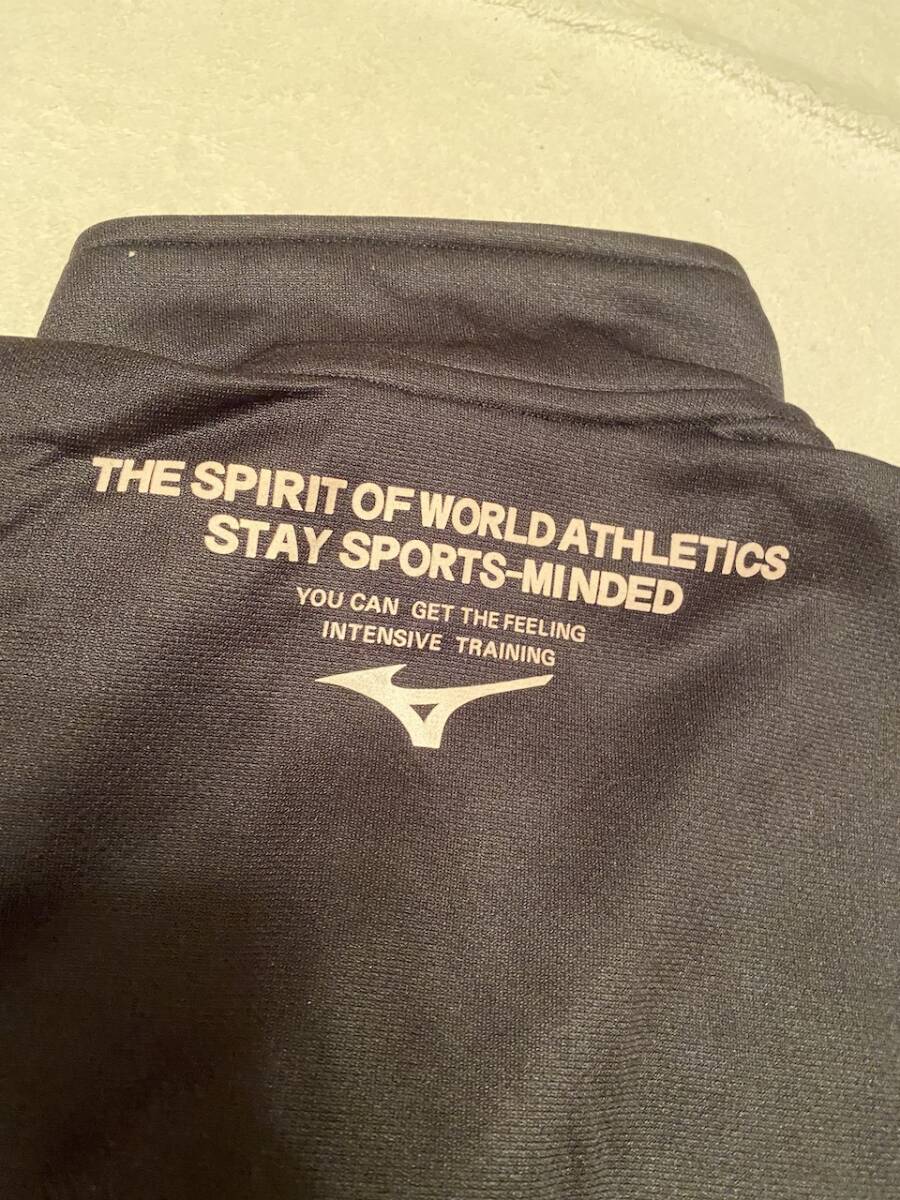 THE SPIRIT OF WORLD ATHLETICS
STAY SPORTS-MINDED
YOU CAN GET THE FEELING
INTENSIVE TRAINING